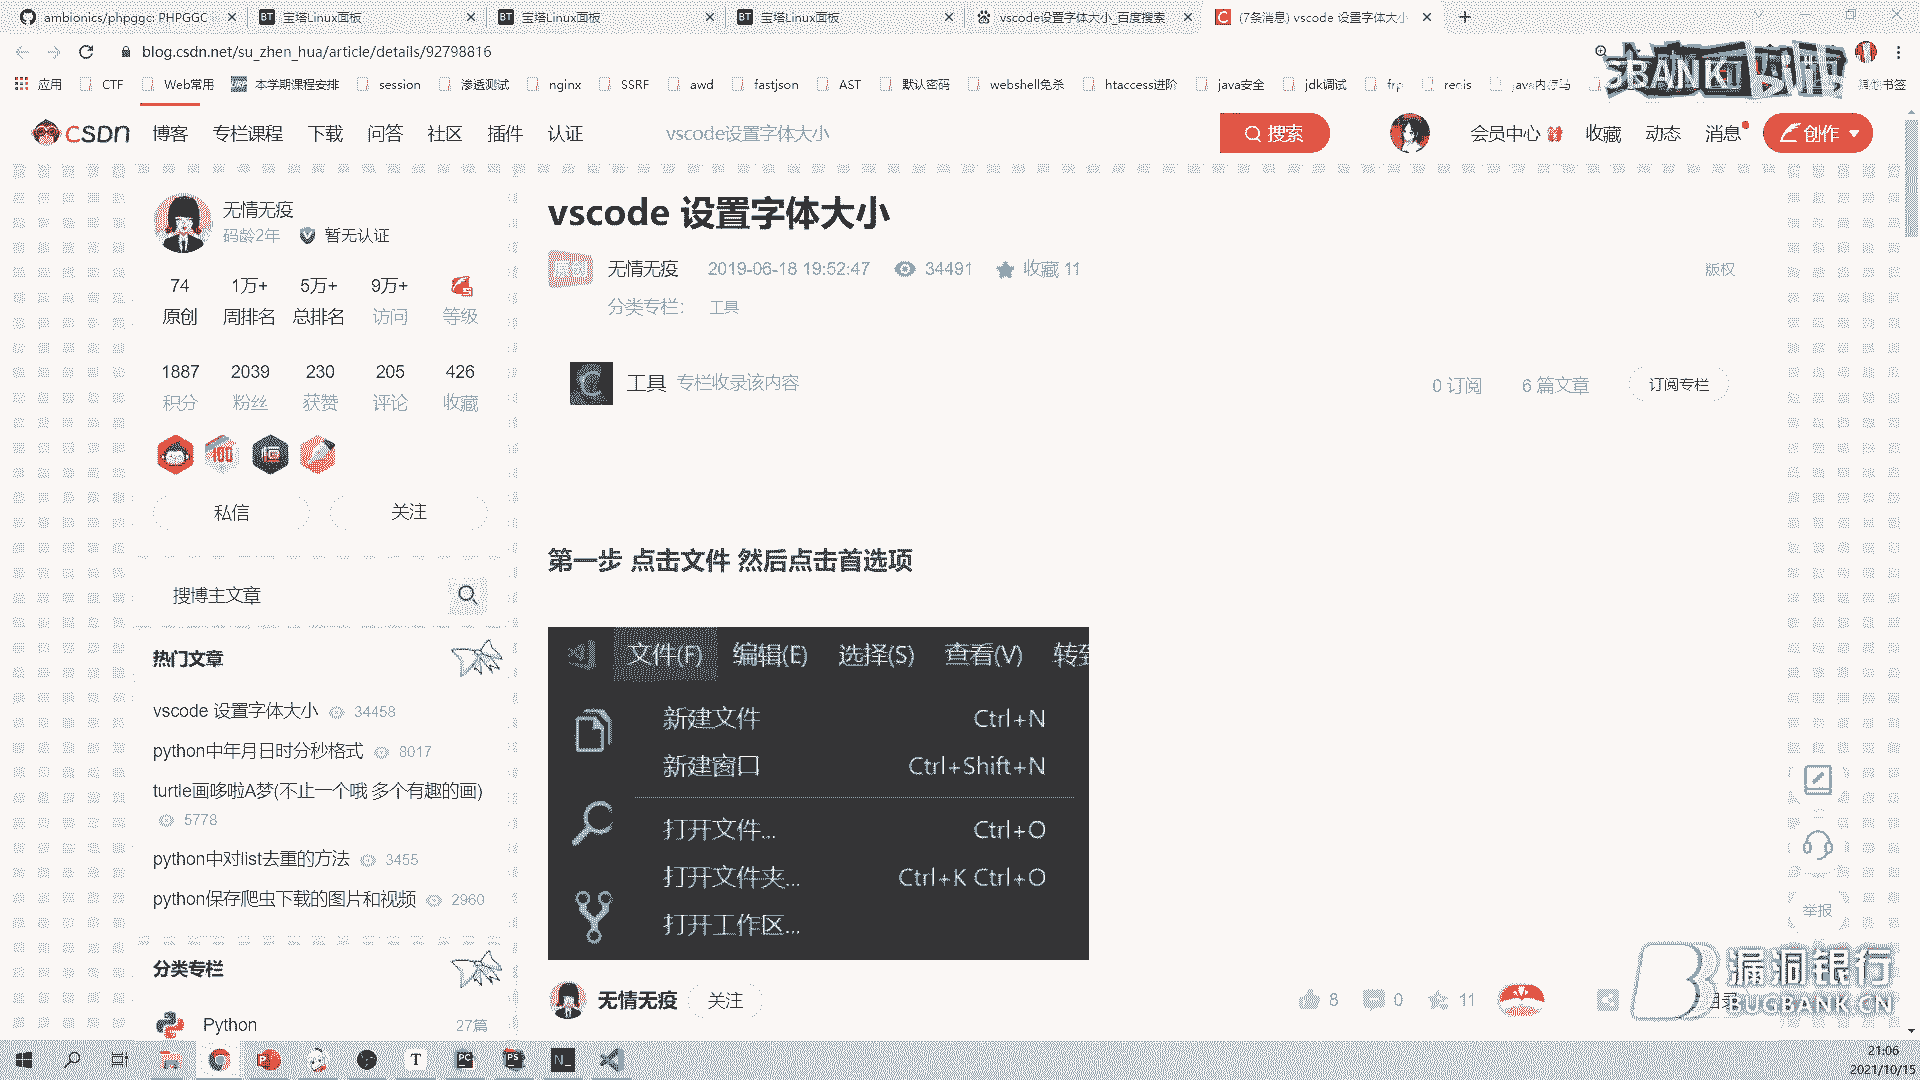 ambionics/phpggc: PHPGGC
宝塔Linux面板
宝塔Linux面板
宝塔Linux面板
vscode设置字体大小_百度搜索
(7条消息) vscode 设置字体大小
blog.csdn.net/su_zhen_hua/article/details/92798816
应用
CTF
Web常用
本学期课程安排
session
渗透测试
nginx
SSRF
awd
fastjson
AST
默认密码
webshell免杀
htaccess进阶
java安全
jdk调试
frp
redis
java内存马
CSDN
博客
专栏课程
下载
问答
社区
插件
认证
vscode设置字体大小
搜索
会员中心
收藏
动态
消息
创作
无情无疫
码龄2年
暂无认证
74
1万+
5万+
9万+
原创
周排名
总排名
访问
等级
1887
2039
230
205
426
积分
粉丝
获赞
评论
收藏
私信
关注
搜博主文章
热门文章
vscode 设置字体大小 34458
python中年月日时分秒格式 8017
turtle画哆啦A梦(不止一个哦 多个有趣的画)
5778
python中对list去重的方法 3455
python保存爬虫下载的图片和视频 2960
分类专栏
Python 27篇
vscode 设置字体大小
原创
无情无疫 2019-06-18 19:52:47 34491 收藏 11
版权
分类专栏: 工具
工具 专栏收录该内容
0 订阅 6 篇文章 订阅专栏
第一步 点击文件 然后点击首选项
文件(F) 编辑(E) 选择(S) 查看(V) 转到
新建文件 Ctrl+N
新建窗口 Ctrl+Shift+N
打开文件... Ctrl+O
打开文件夹... Ctrl+K Ctrl+O
打开工作区...
无情无疫 关注
8 0 11
举报
漏洞银行
BUGBANK.CN
21:06
2021/10/15